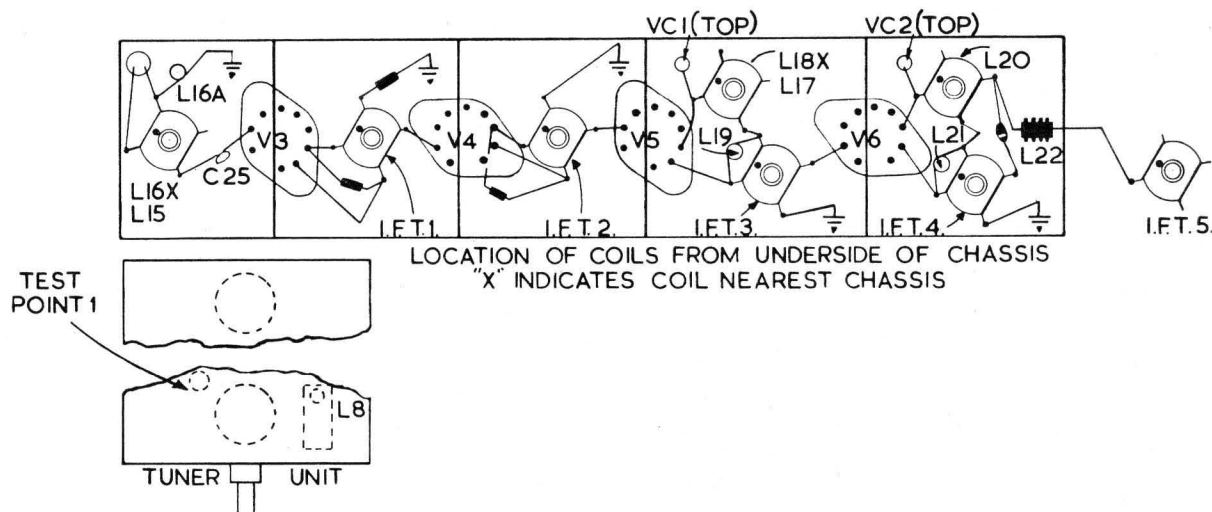 VC1(TOP)
VC2(TOP)
L16A
L18X
L17
L20
V3
V4
V5
L19
V6
L21
L22
C25
L16X
L15
I.F.T.1.
I.F.T.2.
I.F.T.3.
I.F.T.4.
I.F.T.5.
LOCATION OF COILS FROM UNDERSIDE OF CHASSIS
"X" INDICATES COIL NEAREST CHASSIS
TEST
POINT 1
L8
TUNER UNIT